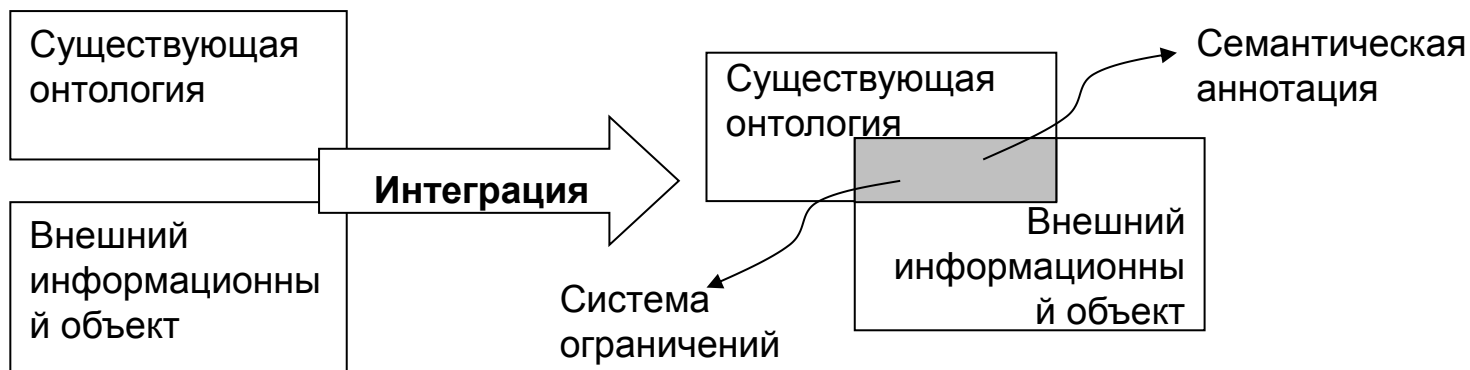 Существующая
онтология
Внешний
информационны
й объект
Интеграция
Существующая
онтология
Семантическая
аннотация
Внешний
информационны
й объект
Система
ограничений